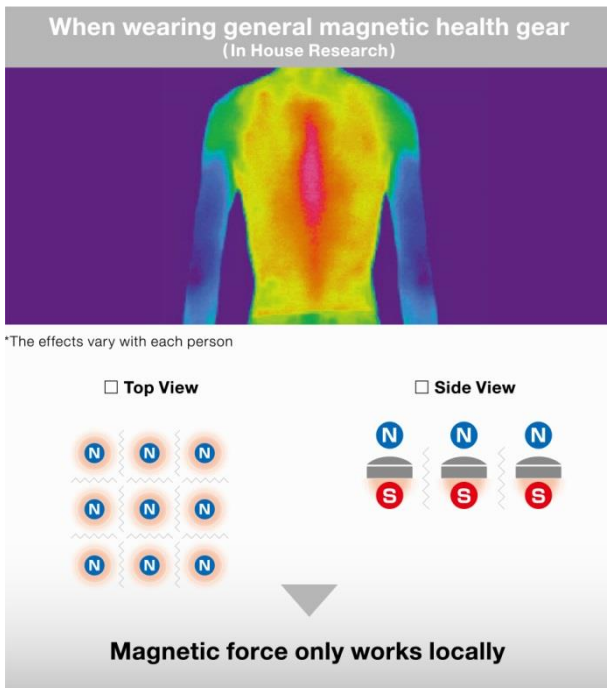 When wearing general magnetic health gear
(In House Research)
*The effects vary with each person
□ Top View
□ Side View
N N N
N N N
S S S
N N N
N N N
Magnetic force only works locally